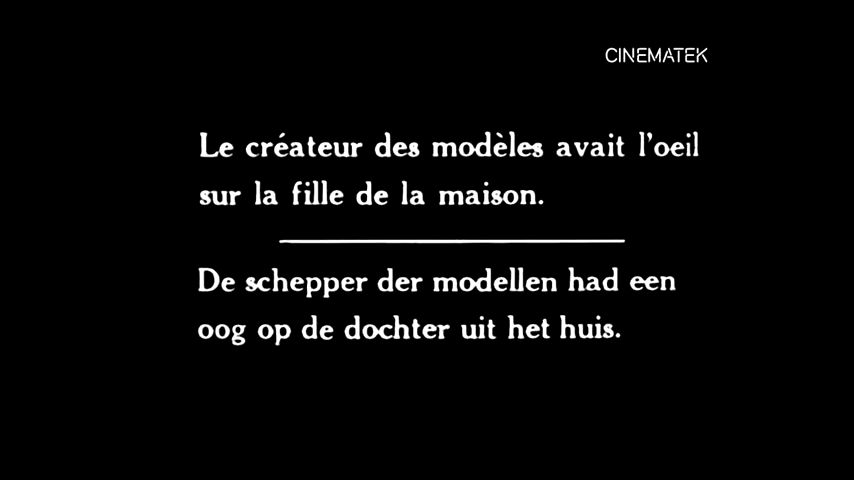 CINEMATEK
Le créateur des modèles avait l'oeil
sur la fille de la maison.
De schepper der modellen had een
oog op de dochter uit het huis.